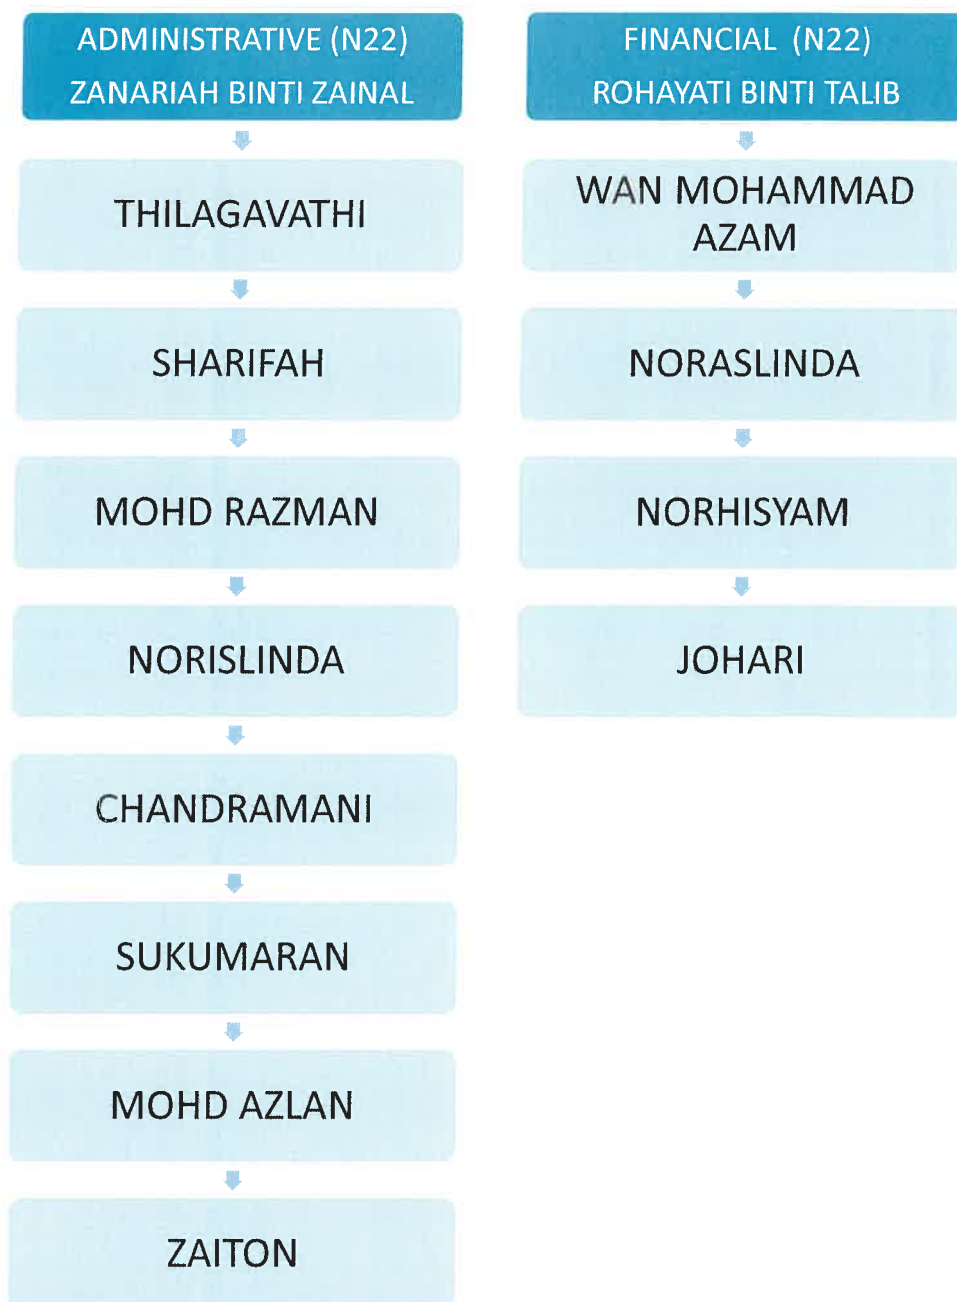 ADMINISTRATIVE (N22)
ZANARIAH BINTI ZAINAL
THILAGAVATHI
SHARIFAH
MOHD RAZMAN
NORISLINDA
CHANDRAMANI
SUKUMARAN
MOHD AZLAN
ZAITON
FINANCIAL (N22)
ROHAYATI BINTI TALIB
WAN MOHAMMAD
AZAM
NORASLINDA
NORHISYAM
JOHARI